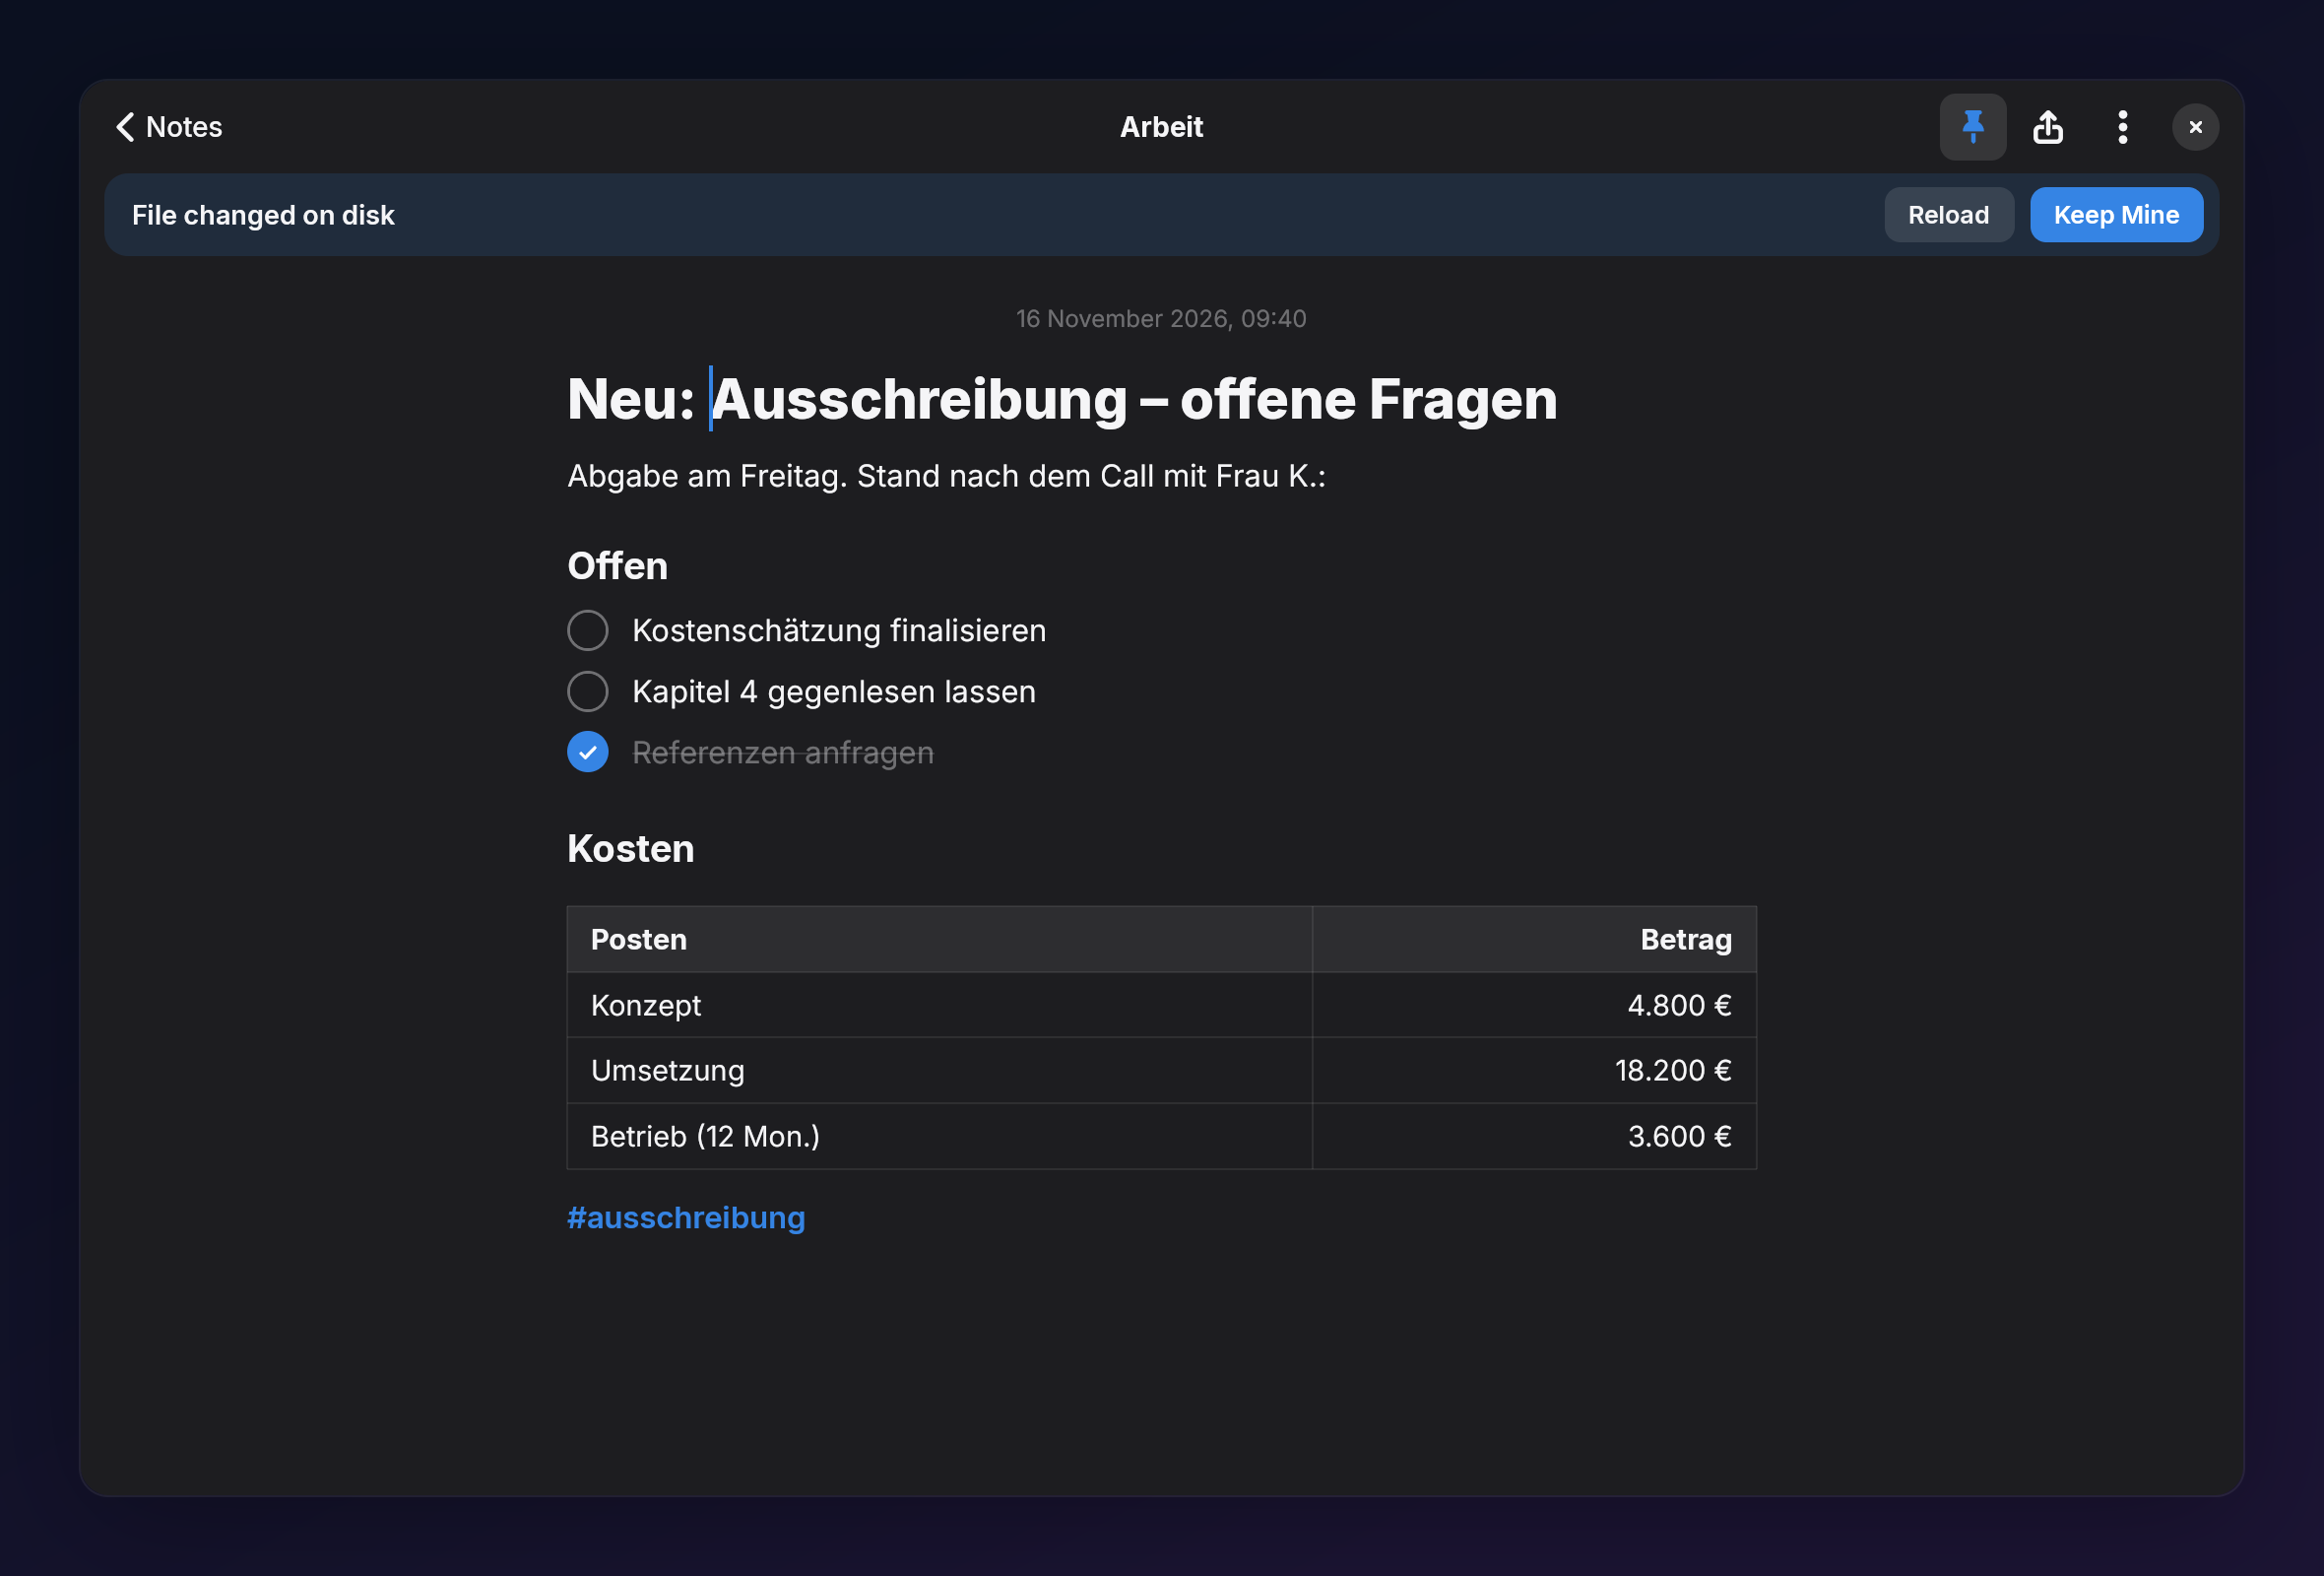 Notes
Arbeit
File changed on disk
Reload
Keep Mine
16 November 2026, 09:40
Neu: Ausschreibung – offene Fragen
Abgabe am Freitag. Stand nach dem Call mit Frau K.:
Offen
Kostenschätzung finalisieren
Kapitel 4 gegenlesen lassen
Referenzen anfragen
Kosten
Posten Betrag
Konzept 4.800 €
Umsetzung 18.200 €
Betrieb (12 Mon.) 3.600 €
#ausschreibung